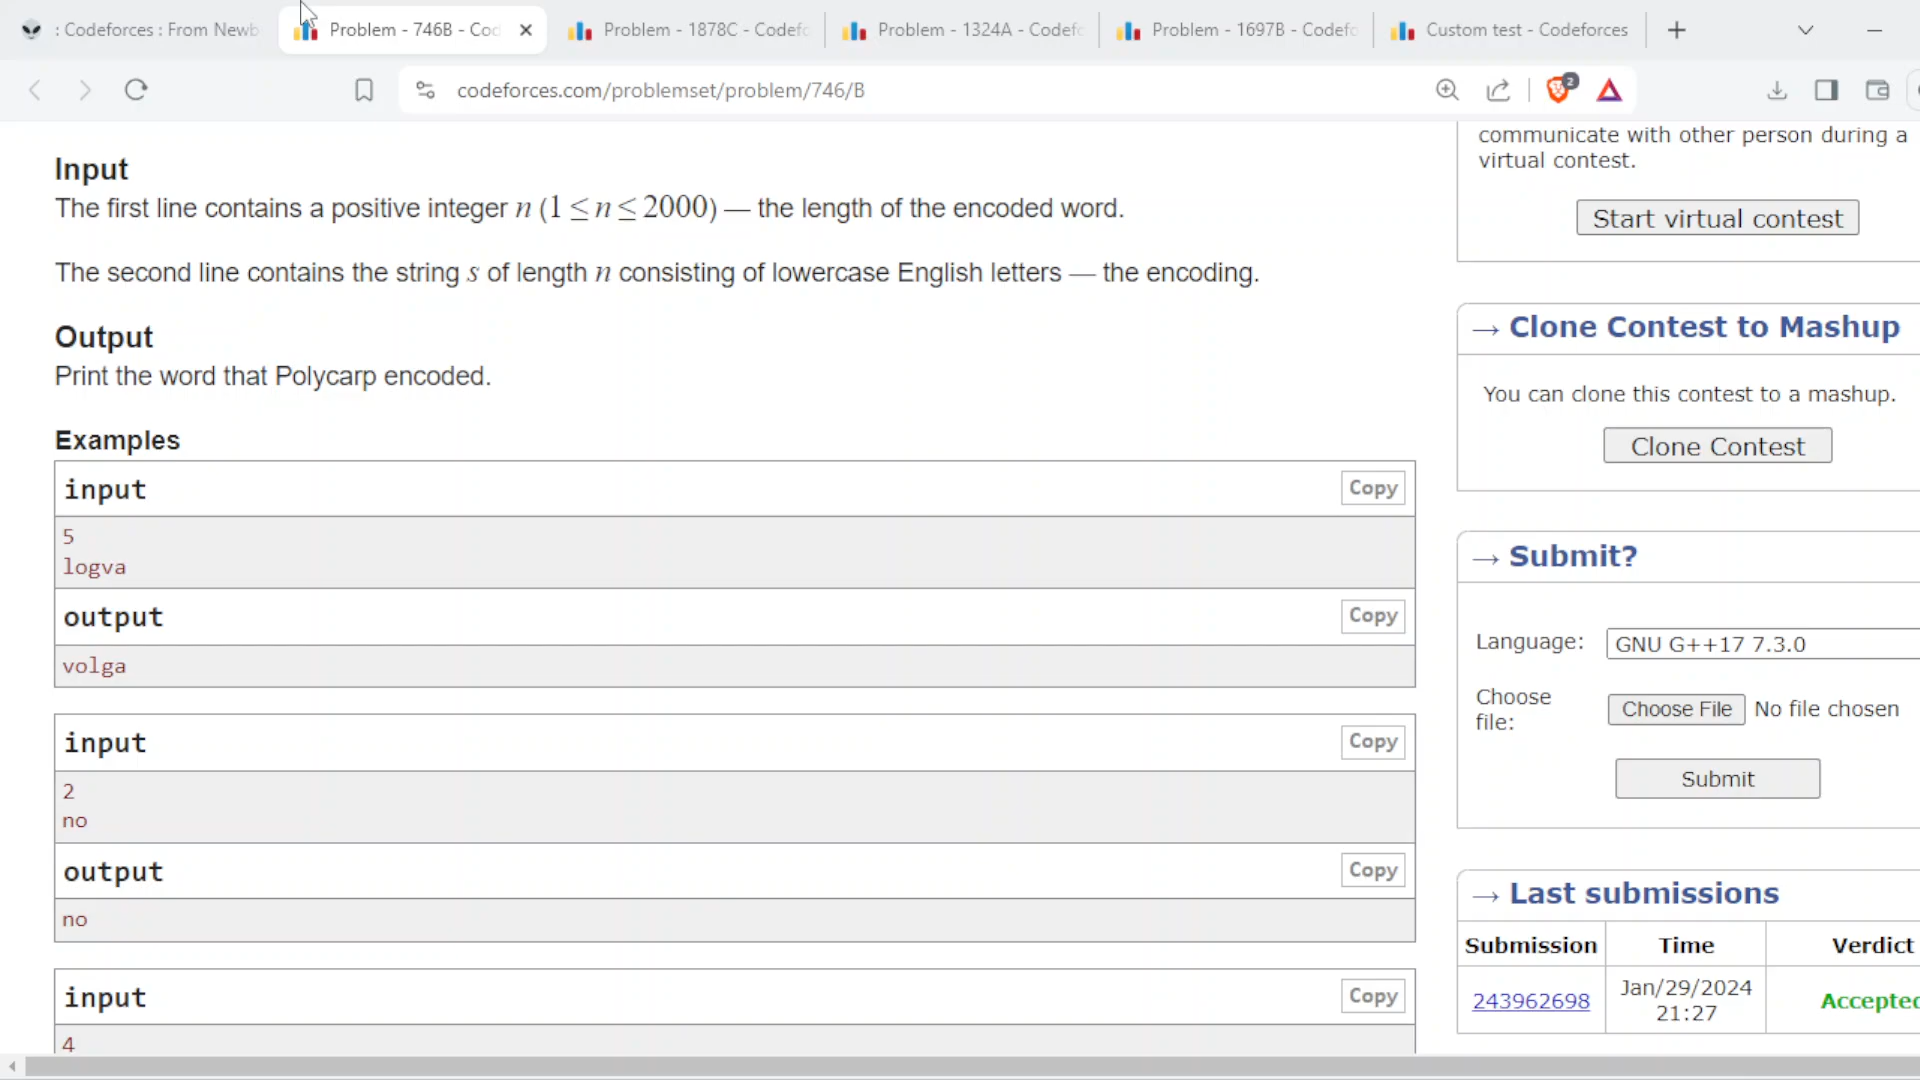 : Codeforces : From Newb
Problem - 746B - Coc
Problem - 1878C - Codefc
Problem - 1324A - Codefc
Problem - 1697B - Codefc
Custom test - Codeforces
codeforces.com/problemset/problem/746/B
2
Input
The first line contains a positive integer n (1 ≤ n ≤ 2000) — the length of the encoded word.
The second line contains the string s of length n consisting of lowercase English letters — the encoding.
Output
Print the word that Polycarp encoded.
Examples
input
Copy
5
logva
output
Copy
volga
input
Copy
2
no
output
Copy
no
input
Copy
4
communicate with other person during a
virtual contest.
Start virtual contest
→ Clone Contest to Mashup
You can clone this contest to a mashup.
Clone Contest
→ Submit?
Language:
GNU G++17 7.3.0
Choose
file:
Choose File
No file chosen
Submit
→ Last submissions
Submission
Time
Verdict
243962698
Jan/29/2024
21:27
Accepted